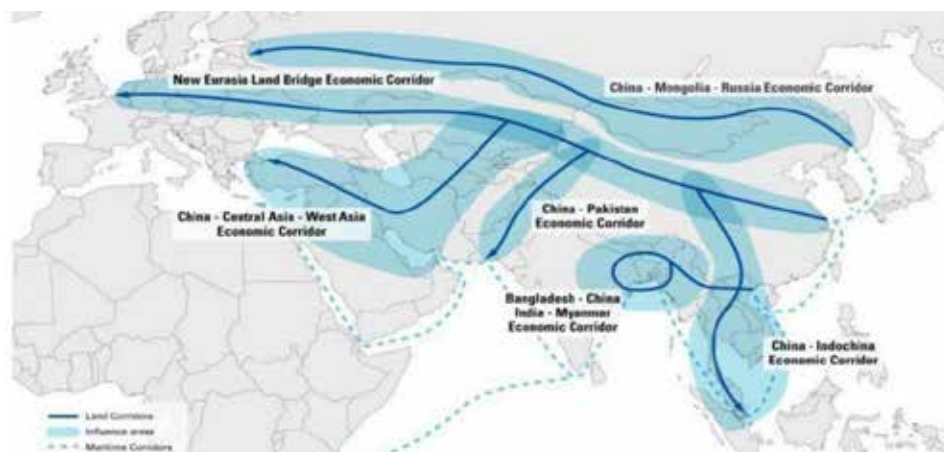 New Eurasia Land Bridge Economic Corridor
China - Mongolia - Russia Economic Corridor
China - Central Asia - West Asia
Economic Corridor
China - Pakistan
Economic Corridor
Bangladesh - China
India - Myanmar
Economic Corridor
China - Indochina
Economic Corridor
Land Corridors
Influence areas
Maritime Corridors